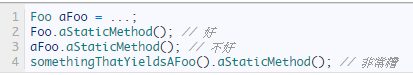 1 Foo aFoo = ...;
2 Foo.aStaticMethod(); // 好
3 aFoo.aStaticMethod(); // 不好
4 somethingThatYieldsAFoo().aStaticMethod(); // 非常糟